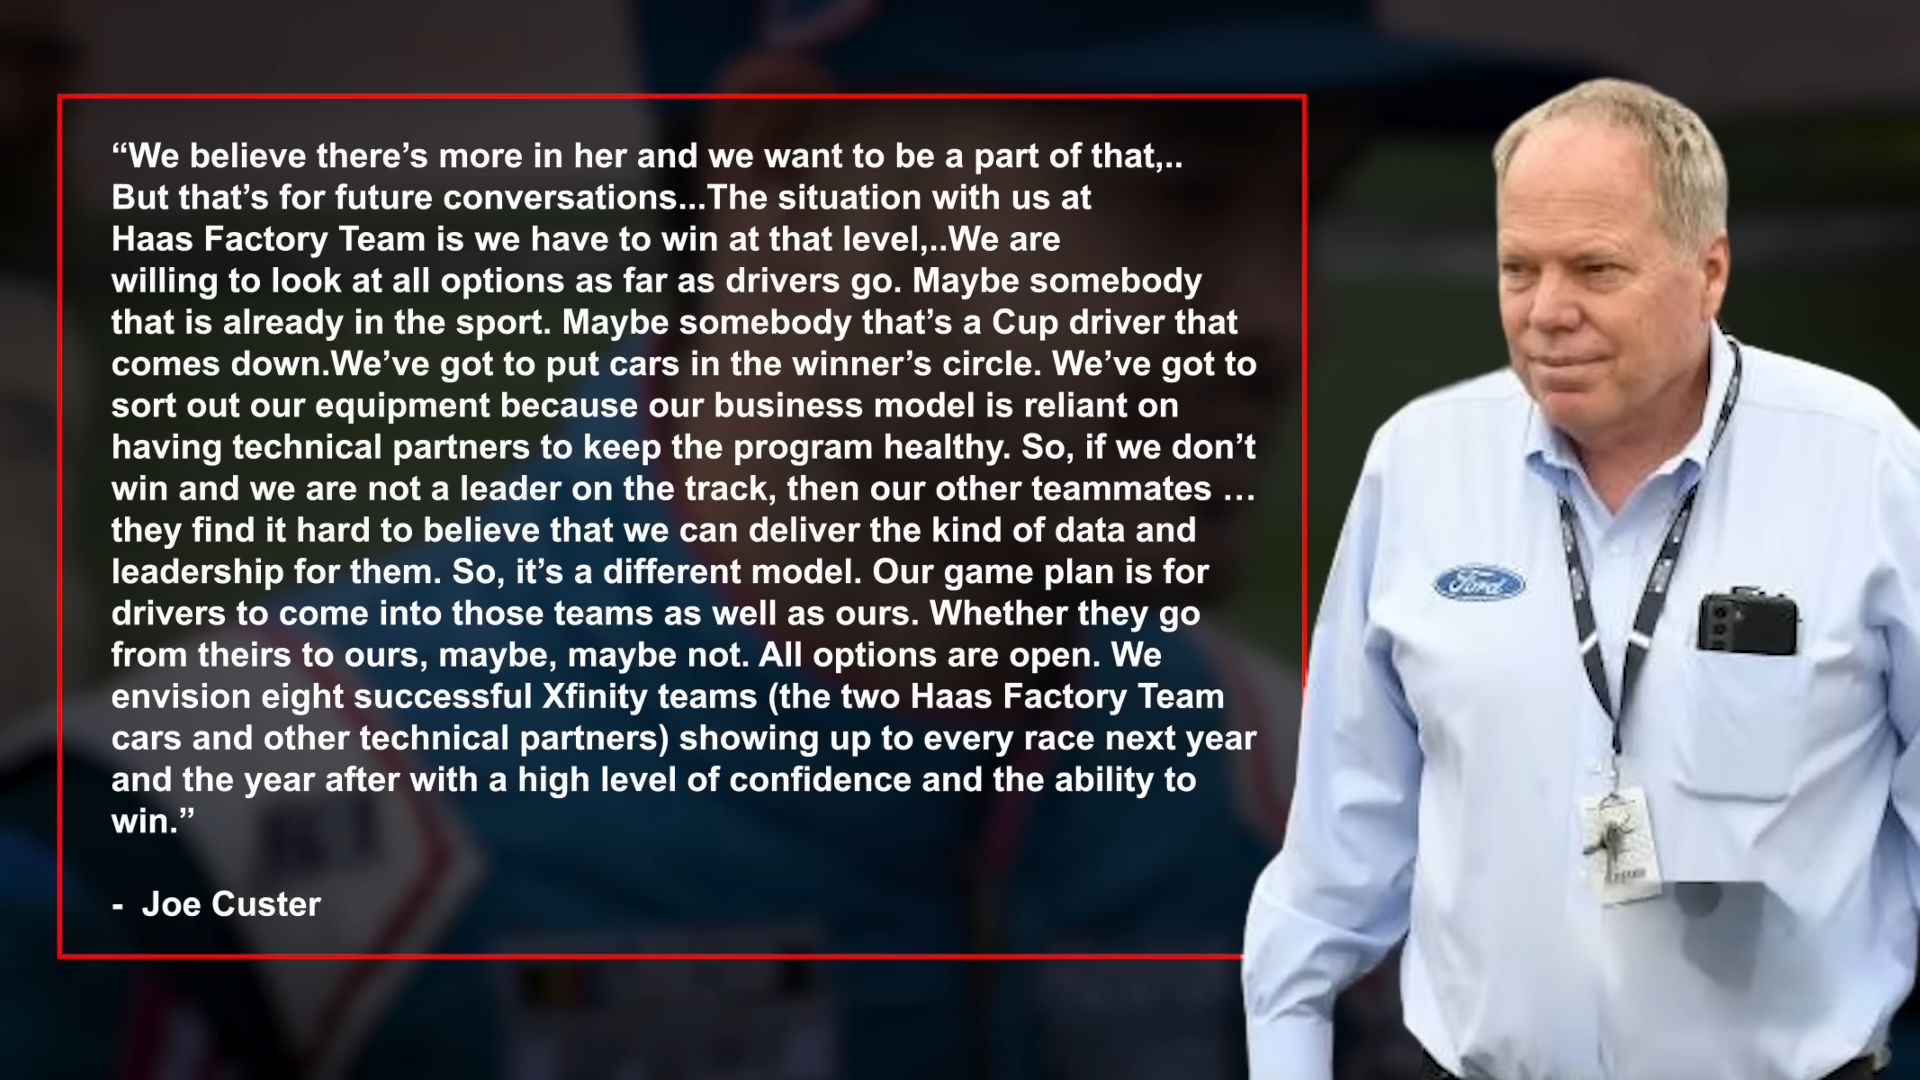 “We believe there’s more in her and we want to be a part of that,..
But that’s for future conversations...The situation with us at
Haas Factory Team is we have to win at that level,..We are
willing to look at all options as far as drivers go. Maybe somebody
that is already in the sport. Maybe somebody that’s a Cup driver that
comes down.We’ve got to put cars in the winner’s circle. We’ve got to
sort out our equipment because our business model is reliant on
having technical partners to keep the program healthy. So, if we don’t
win and we are not a leader on the track, then our other teammates …
they find it hard to believe that we can deliver the kind of data and
leadership for them. So, it’s a different model. Our game plan is for
drivers to come into those teams as well as ours. Whether they go
from theirs to ours, maybe, maybe not. All options are open. We
envision eight successful Xfinity teams (the two Haas Factory Team
cars and other technical partners) showing up to every race next year
and the year after with a high level of confidence and the ability to
win.”
- Joe Custer
Ford